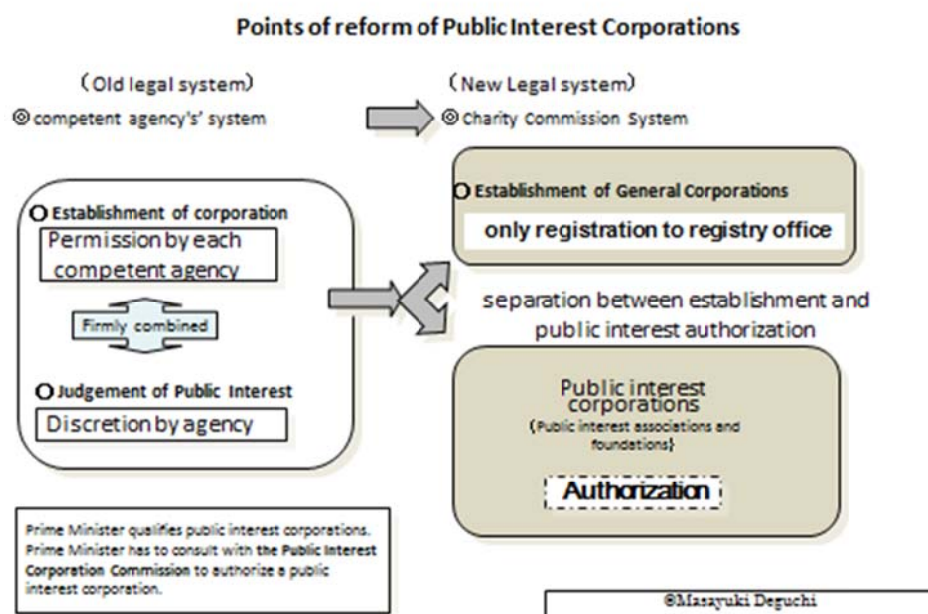 Points of reform of Public Interest Corporations
(Old legal system)
◎ competent agency's' system
(New Legal system)
◎ Charity Commission System
O Establishment of corporation
Permission by each
competent agency
Firmly combined
O Judgement of Public Interest
Discretion by agency
O Establishment of General Corporations
only registration to registry office
separation between establishment and
public interest authorization
Public interest
corporations
(Public interest associations and
foundations}
Authorization
Prime Minister qualifies public interest corporations.
Prime Minister has to consult with the Public Interest
Corporation Commission to authorize a public
interest corporation.
©Masayuki Deguchi